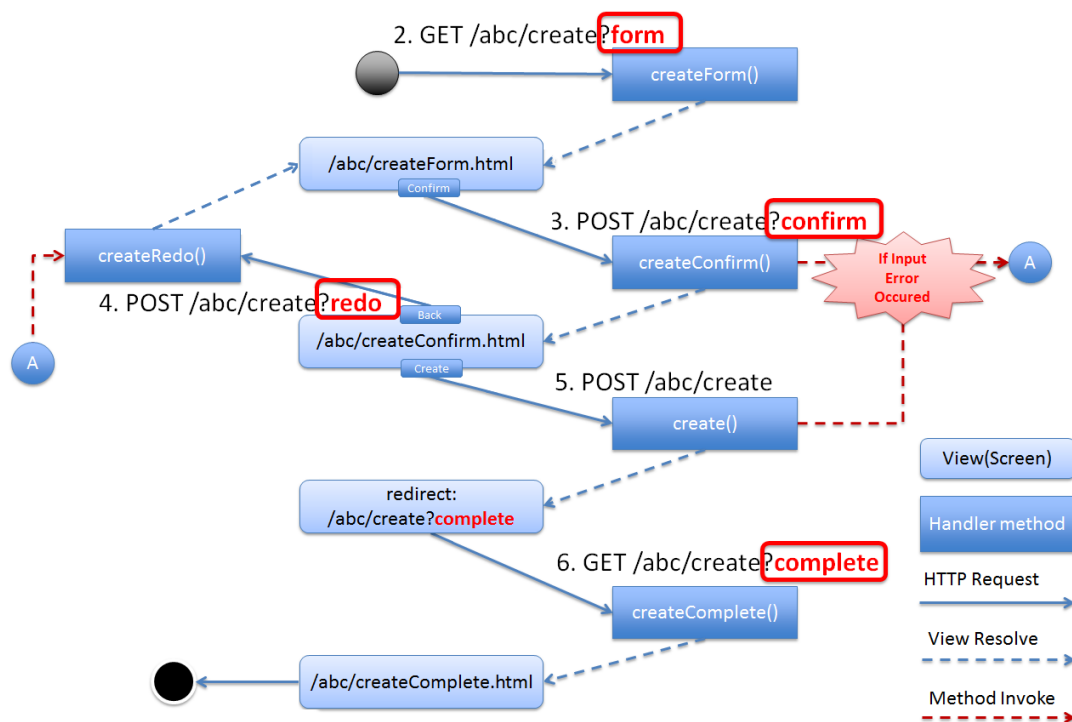 2. GET /abc/create?form
createForm()
/abc/createForm.html
Confirm
3. POST /abc/create?confirm
createRedo()
createConfirm()
If Input
Error
Occured
A
4. POST /abc/create?redo
Back
/abc/createConfirm.html
A
Create
5. POST /abc/create
create()
View(Screen)
redirect:
/abc/create?complete
Handler method
6. GET /abc/create?complete
HTTP Request
createComplete()
View Resolve
/abc/createComplete.html
Method Invoke